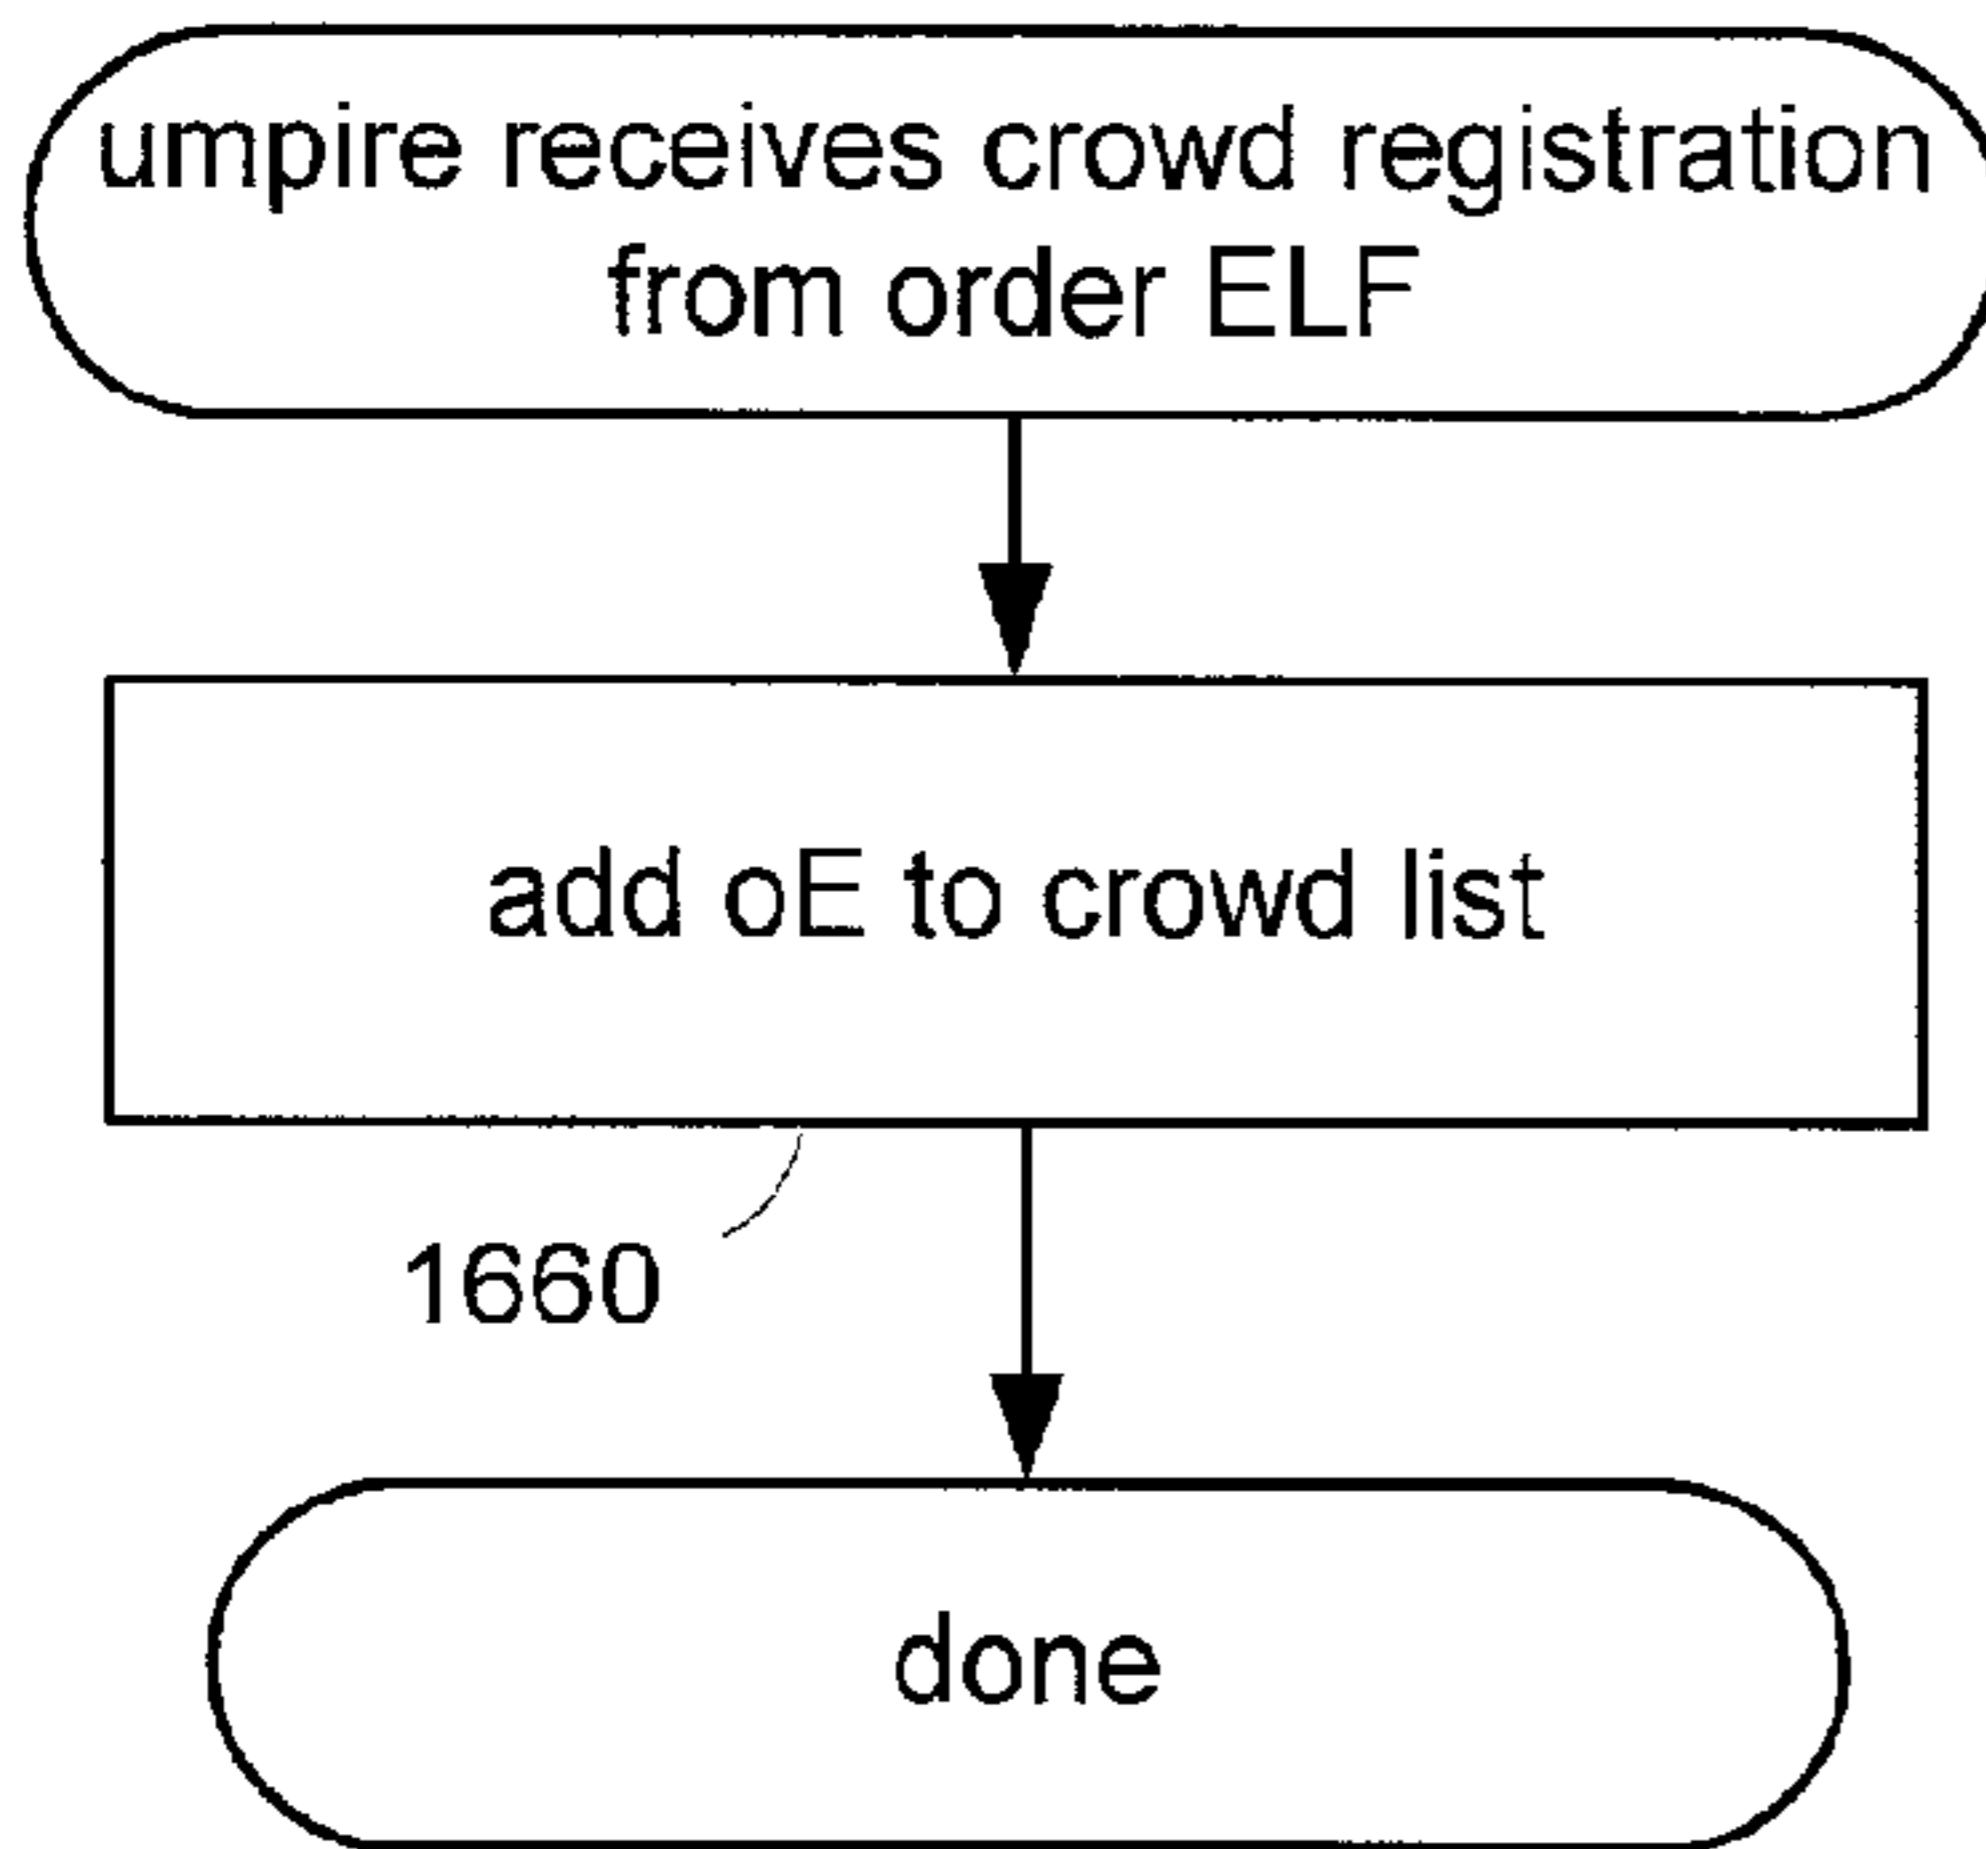 umpire receives crowd registration
from order ELF
add oE to crowd list
1660
done